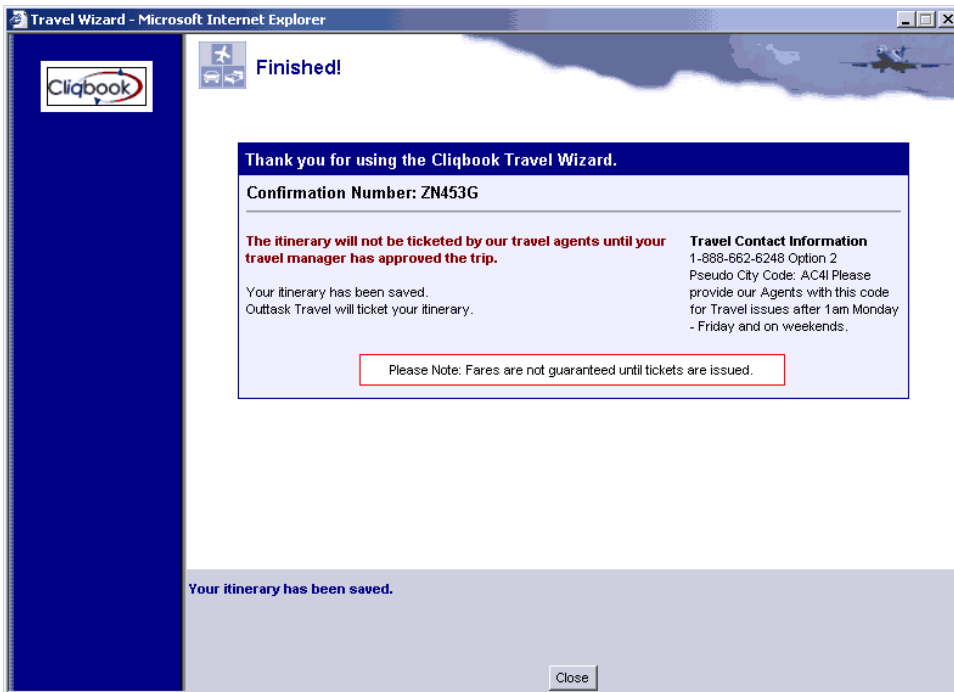 Travel Wizard - Microsoft Internet Explorer
Cliqbook
Finished!
Thank you for using the Cliqbook Travel Wizard.
Confirmation Number: ZN453G
The itinerary will not be ticketed by our travel agents until your
travel manager has approved the trip.
Your itinerary has been saved.
Outtask Travel will ticket your itinerary.
Travel Contact Information
1-888-662-6248 Option 2
Pseudo City Code: AC4I Please
provide our Agents with this code
for Travel issues after 1am Monday
- Friday and on weekends.
Please Note: Fares are not guaranteed until tickets are issued.
Your itinerary has been saved.
Close